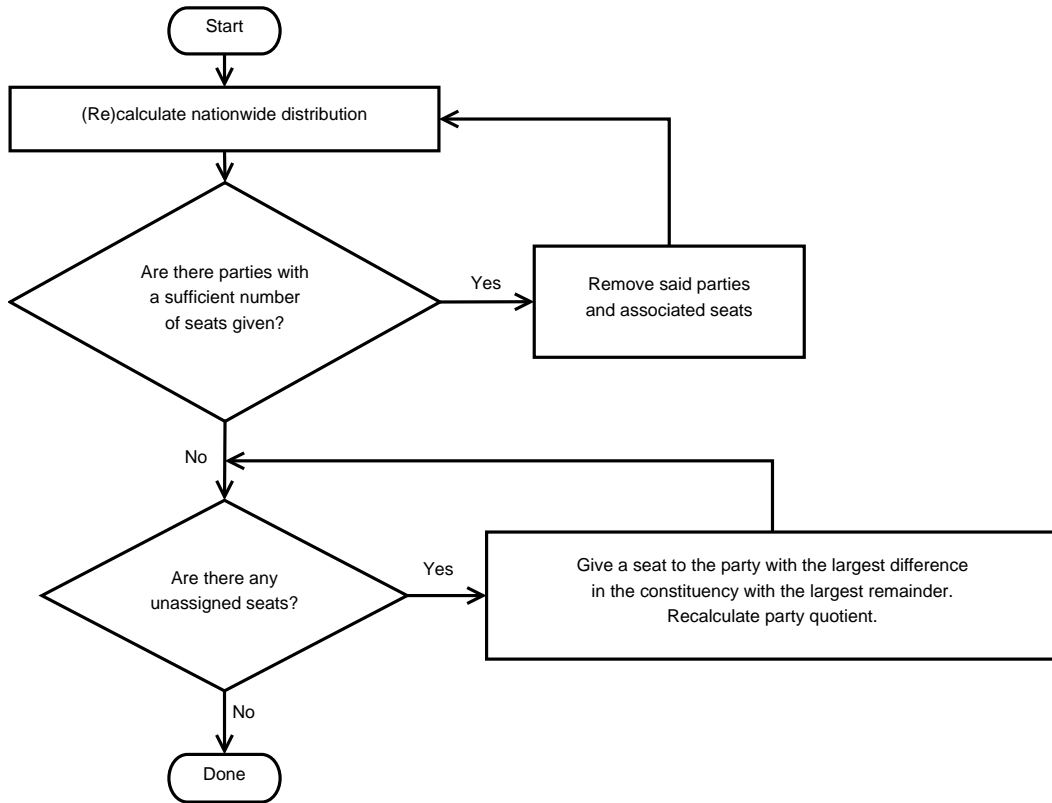 Start
(Re)calculate nationwide distribution
Are there parties with
a sufficient number
of seats given?
Yes
Remove said parties
and associated seats
No
Are there any
unassigned seats?
Yes
Give a seat to the party with the largest difference
in the constituency with the largest remainder.
Recalculate party quotient.
No
Done